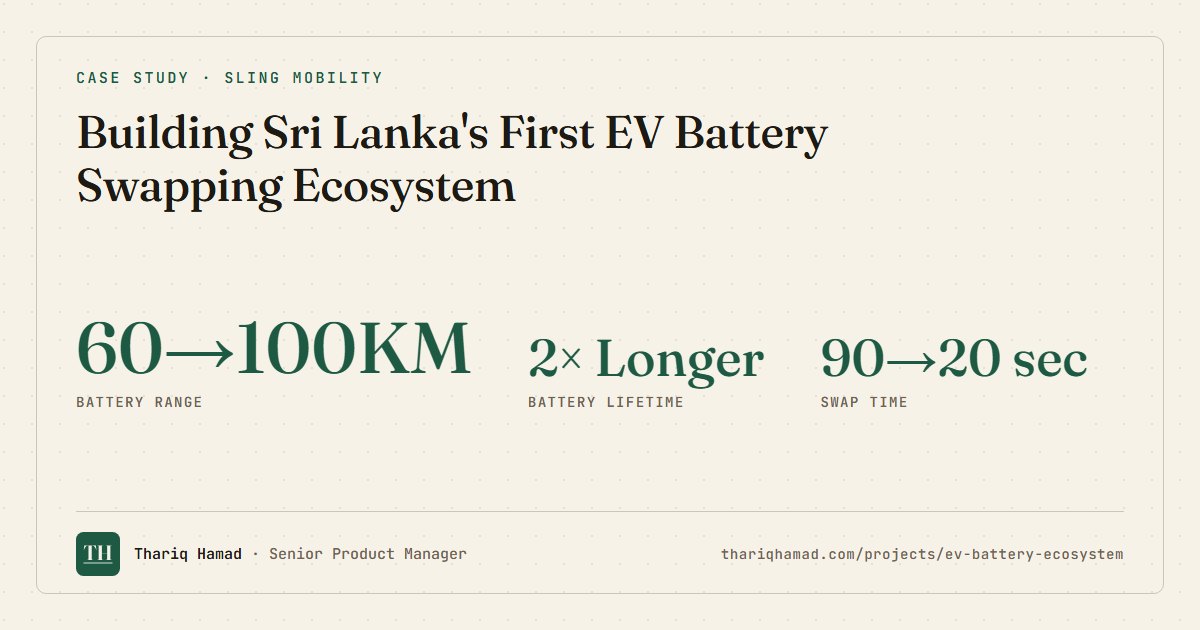 CASE STUDY · SLING MOBILITY
Building Sri Lanka's First EV Battery
Swapping Ecosystem
60→100KM
BATTERY RANGE
2× Longer
BATTERY LIFETIME
90→20 sec
SWAP TIME
TH
Thariq Hamad · Senior Product Manager
thariqhamad.com/projects/ev-battery-ecosystem